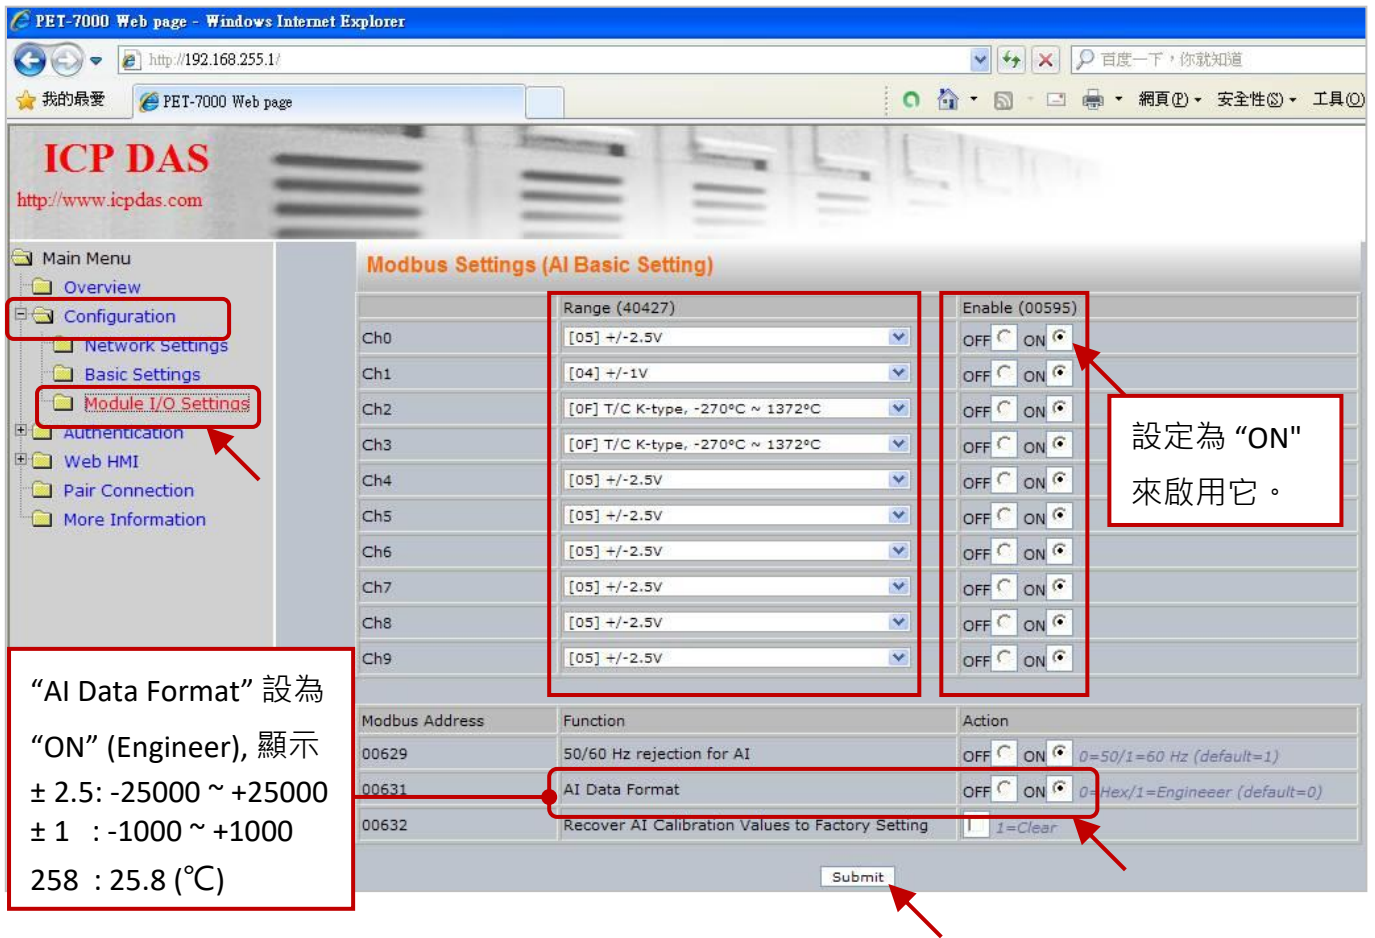 PET-7000 Web page - Windows Internet Explorer
http://192.168.255.1/
百度一下，你就知道
我的最愛
PET-7000 Web page
網頁(P)
安全性(S)
工具(O)
ICP DAS
http://www.icpdas.com
Main Menu
Overview
Configuration
Network Settings
Basic Settings
Module I/O Settings
Authentication
Web HMI
Pair Connection
More Information
Modbus Settings (AI Basic Setting)
Range (40427) Enable (00595)
Ch0 [05] +/-2.5V OFF ON
Ch1 [04] +/-1V OFF ON
Ch2 [0F] T/C K-type, -270°C ~ 1372°C OFF ON
Ch3 [0F] T/C K-type, -270°C ~ 1372°C OFF ON
Ch4 [05] +/-2.5V OFF ON
Ch5 [05] +/-2.5V OFF ON
Ch6 [05] +/-2.5V OFF ON
Ch7 [05] +/-2.5V OFF ON
Ch8 [05] +/-2.5V OFF ON
Ch9 [05] +/-2.5V OFF ON
設定為 “ON"
來啟用它。
Modbus Address Function Action
00629 50/60 Hz rejection for AI OFF ON 0=50/1=60 Hz (default=1)
00631 AI Data Format OFF ON 0=Hex/1=Engineeer (default=0)
00632 Recover AI Calibration Values to Factory Setting 1=Clear
Submit
“AI Data Format” 設為
“ON” (Engineer), 顯示
± 2.5: -25000 ~ +25000
± 1 : -1000 ~ +1000
258 : 25.8 (℃)